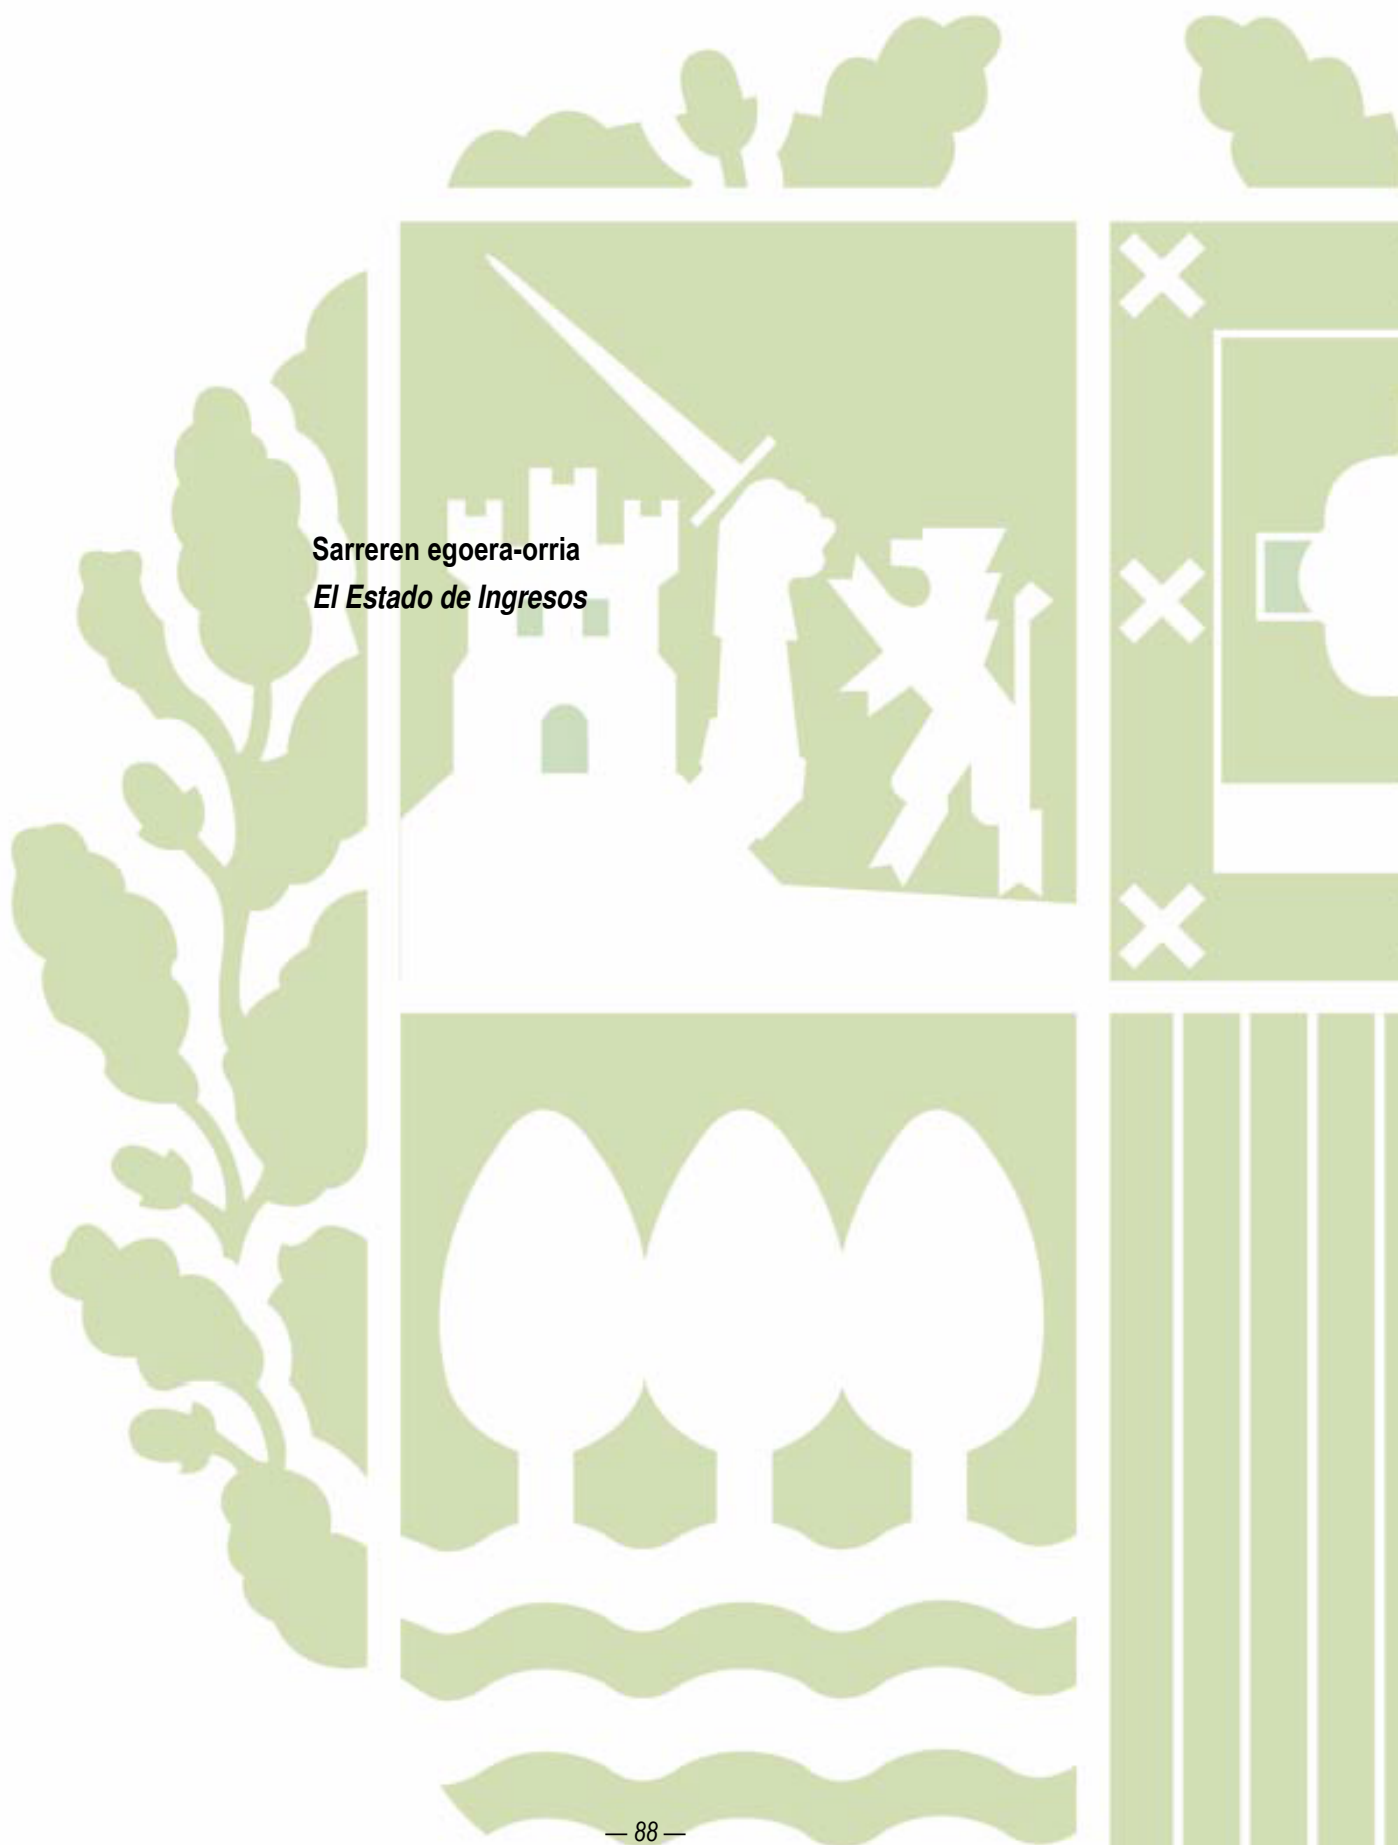 Sarreren egoera-orria
El Estado de Ingresos
— 88 —